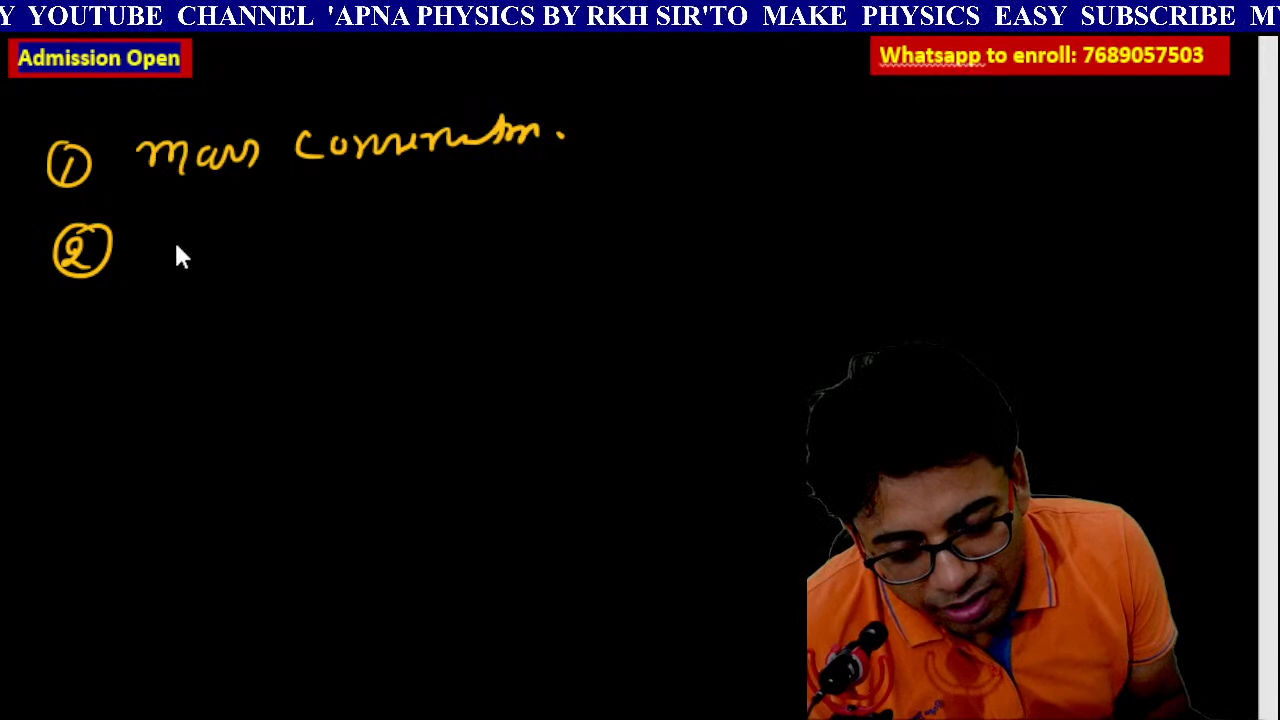 Y YOUTUBE CHANNEL 'APNA PHYSICS BY RKH SIR'TO MAKE PHYSICS EASY SUBSCRIBE M
Admission Open
Whatsapp to enroll: 7689057503
① Mass Conservation.
②